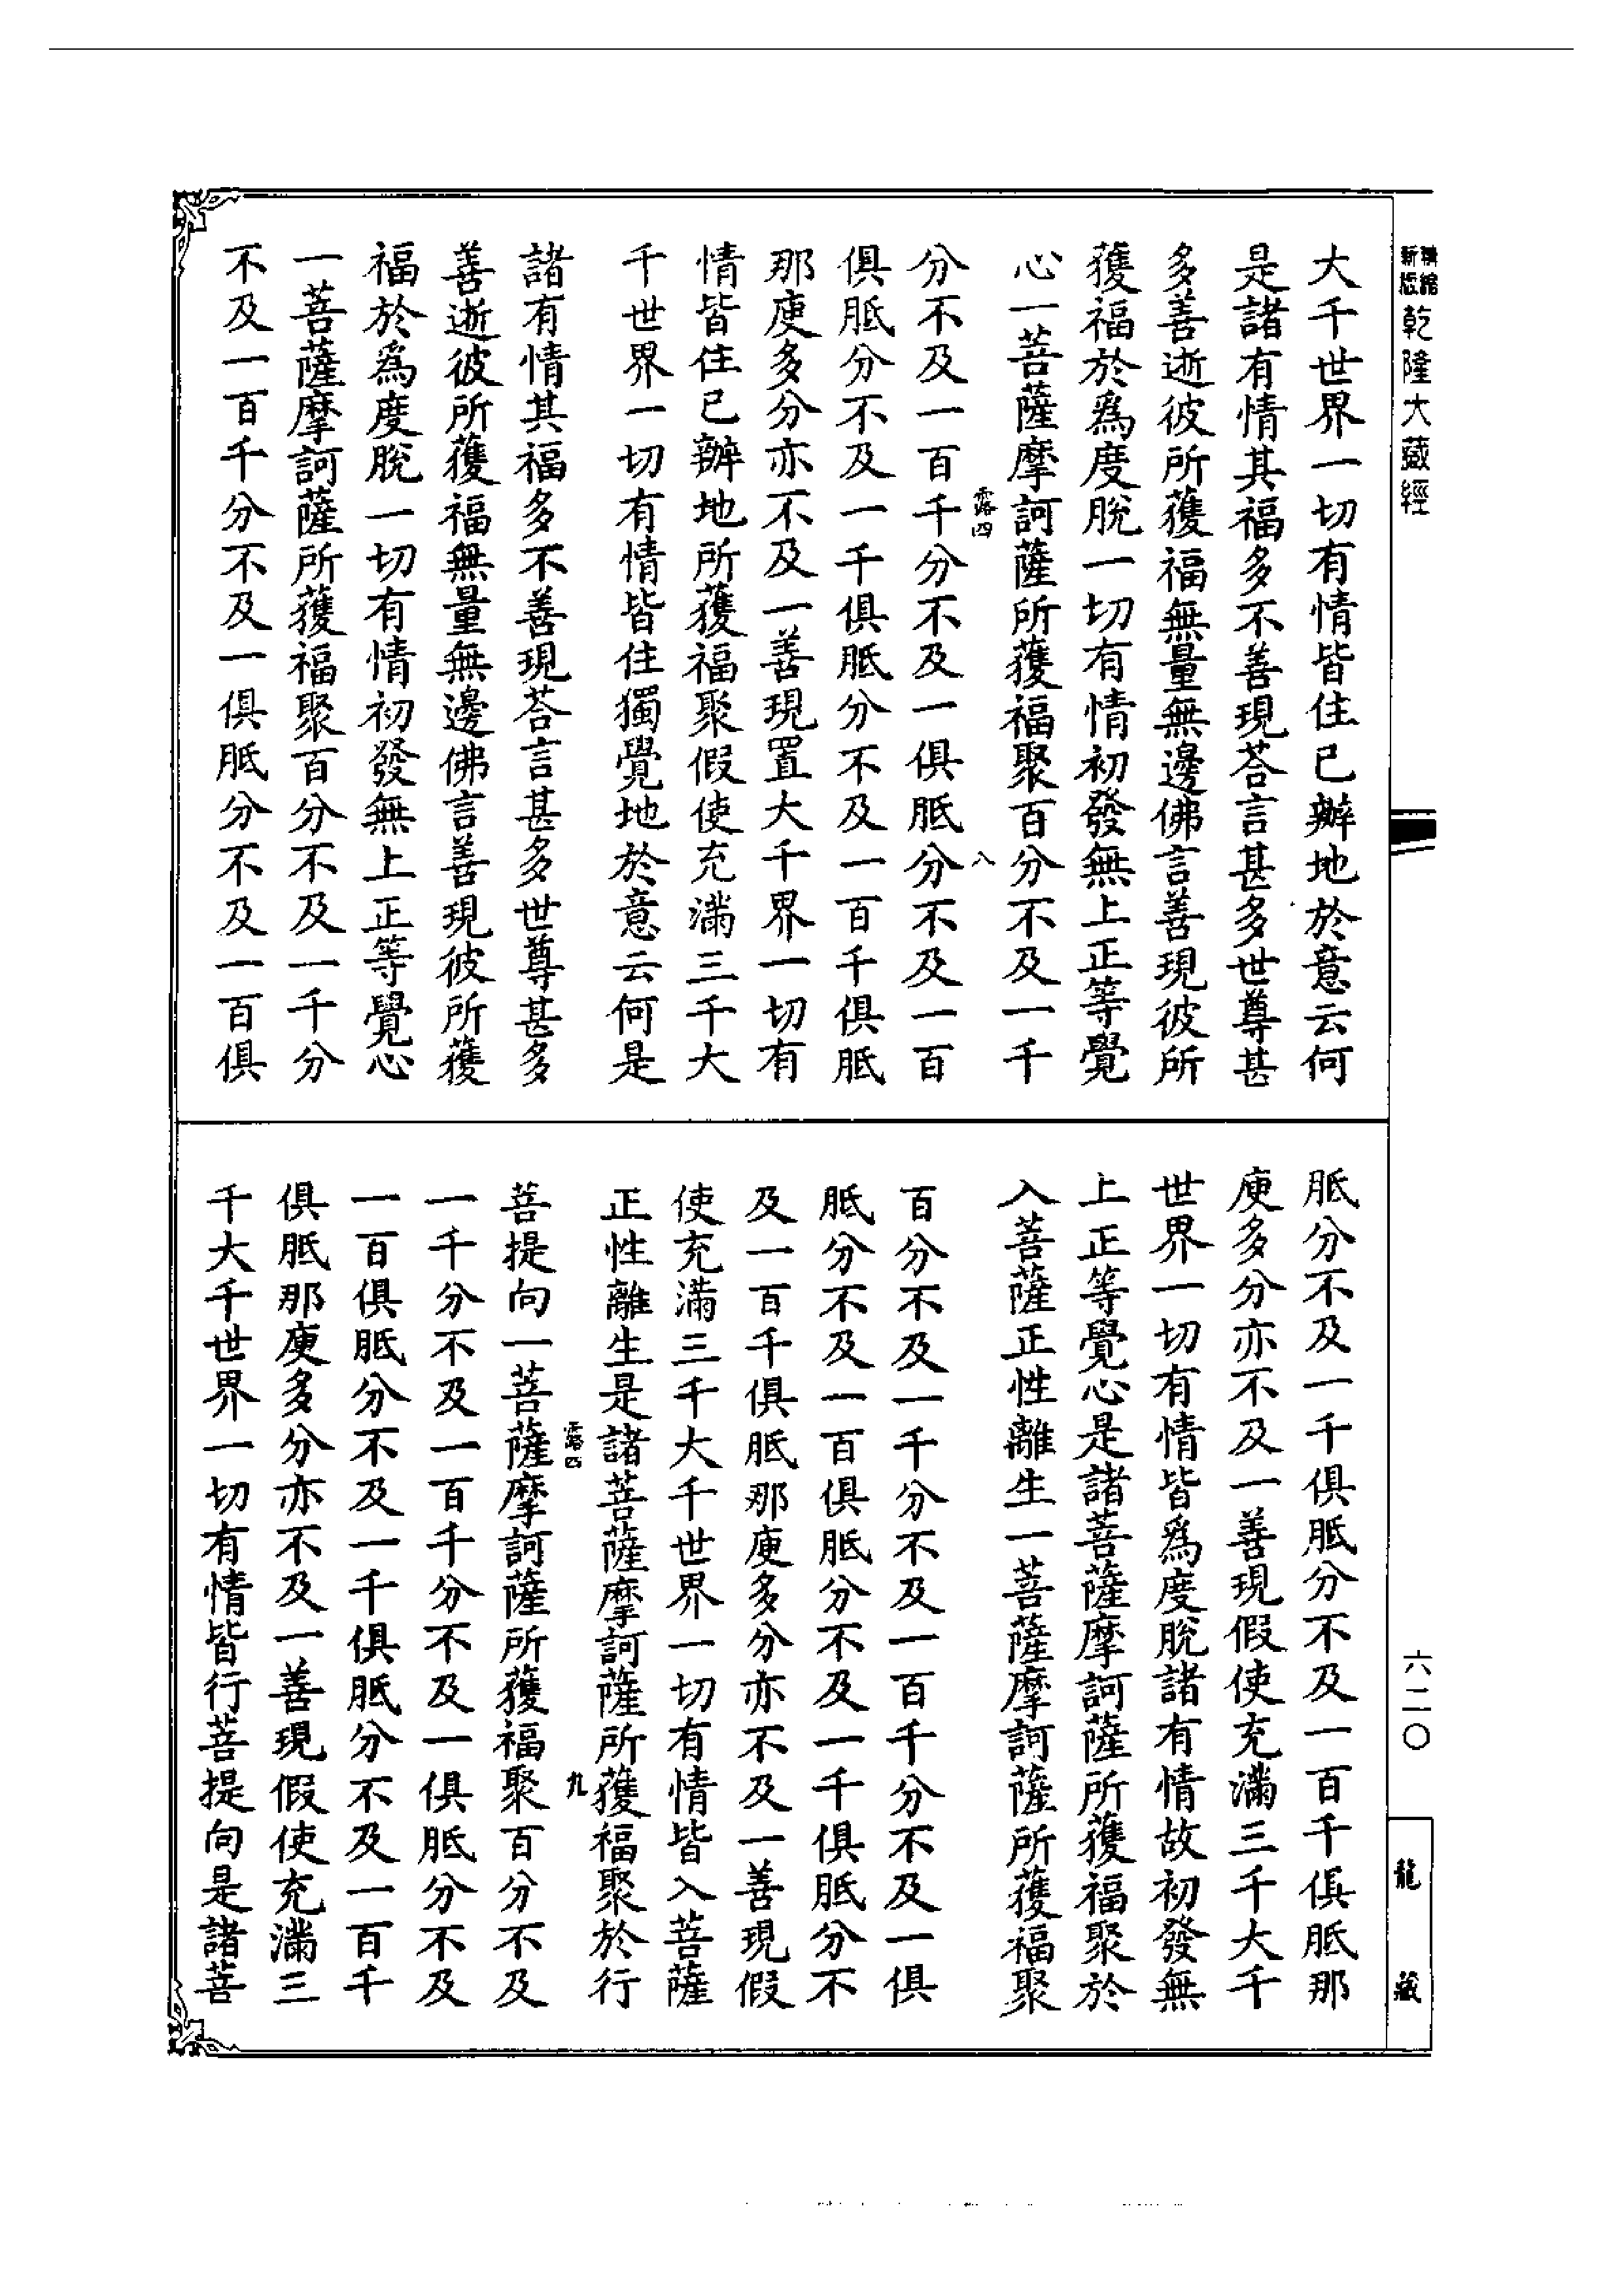 精縮新版乾隆大藏經
大千世界一切有情皆住已辦地於意云何
是諸有情其福多不善現荅言甚多世尊甚
多善逝彼所獲福無量無邊佛言善現彼所
獲福於爲度脫一切有情初發無上正等覺
心一菩薩摩訶薩所獲福聚百分不及一千
露四 八
分不及一百千分不及一俱胝分不及一百
俱胝分不及一千俱胝分不及一百千俱胝
那庾多分亦不及一善現置大千界一切有
情皆住已辦地所獲福聚假使充滿三千大
千世界一切有情皆住獨覺地於意云何是
諸有情其福多不善現荅言甚多世尊甚多
善逝彼所獲福無量無邊佛言善現彼所獲
福於爲度脫一切有情初發無上正等覺心
一菩薩摩訶薩所獲福聚百分不及一千分
不及一百千分不及一俱胝分不及一百俱
胝分不及一千俱胝分不及一百千俱胝那
庾多分亦不及一善現假使充滿三千大千
世界一切有情皆爲度脫諸有情故初發無
上正等覺心是諸菩薩摩訶薩所獲福聚於
入菩薩正性離生一菩薩摩訶薩所獲福聚
百分不及一千分不及一百千分不及一俱
胝分不及一百俱胝分不及一千俱胝分不
及一百千俱胝那庾多分亦不及一善現假
使充滿三千大千世界一切有情皆入菩薩
正性離生是諸菩薩摩訶薩所獲福聚於行
露四 九
菩提向一菩薩摩訶薩所獲福聚百分不及
一千分不及一百千分不及一俱胝分不及
一百俱胝分不及一千俱胝分不及一百千
俱胝那庾多分亦不及一善現假使充滿三
千大千世界一切有情皆行菩提向是諸菩
六二〇
龍藏